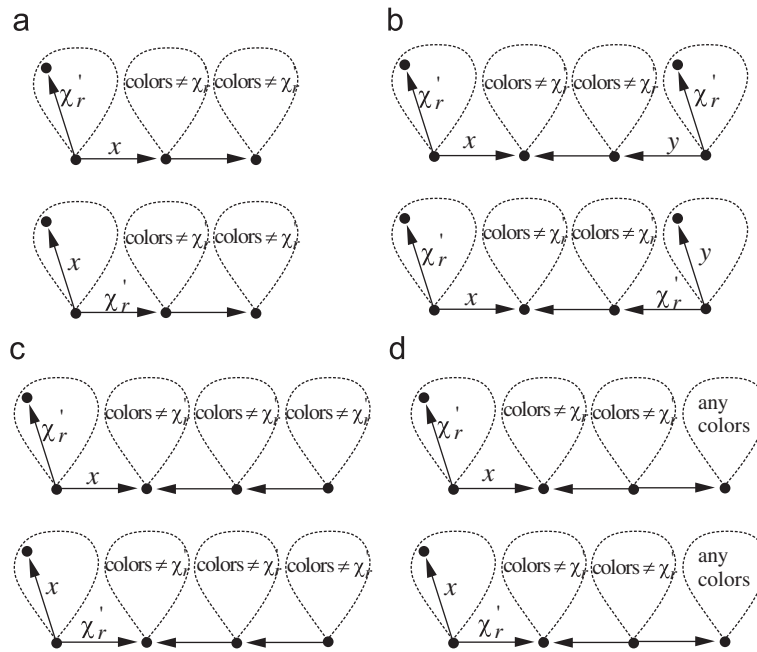 a
colors ≠ χr colors ≠ χr
χ'r
x
colors ≠ χr colors ≠ χr
x
χ'r
b
colors ≠ χr colors ≠ χr
χ'r χ'r
x y
colors ≠ χr colors ≠ χr
χ'r y
x χ'r
c
colors ≠ χr colors ≠ χr colors ≠ χr
χ'r
x
colors ≠ χr colors ≠ χr colors ≠ χr
x
χ'r
d
any
colors ≠ χr colors ≠ χr colors
χ'r
x
any
colors ≠ χr colors ≠ χr colors
x
χ'r